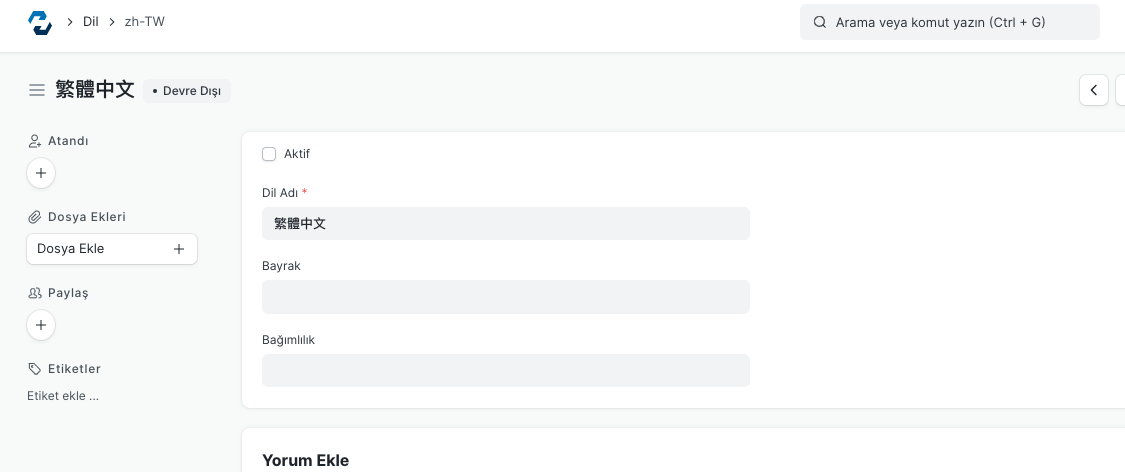 Dil
zh-TW
Arama veya komut yazın (Ctrl + G)
繁體中文
• Devre Dışı
Atandı
Dosya Ekleri
Dosya Ekle
Paylaş
Etiketler
Etiket ekle ...
Aktif
Dil Adı *
繁體中文
Bayrak
Bağımlılık
Yorum Ekle